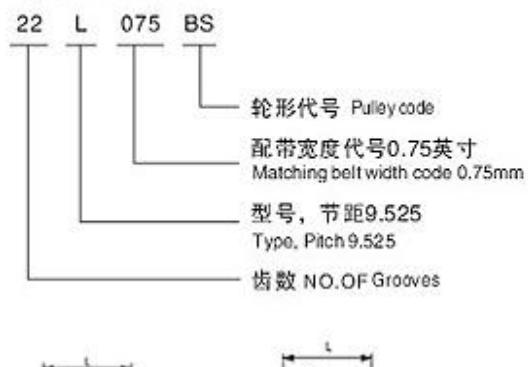 22 L 075 BS
轮形代号 Pulley code
配带宽度代号0.75英寸
Matching belt width code 0.75mm
型号，节距9.525
Type, Pitch 9.525
齿数 NO.OF Grooves
L L